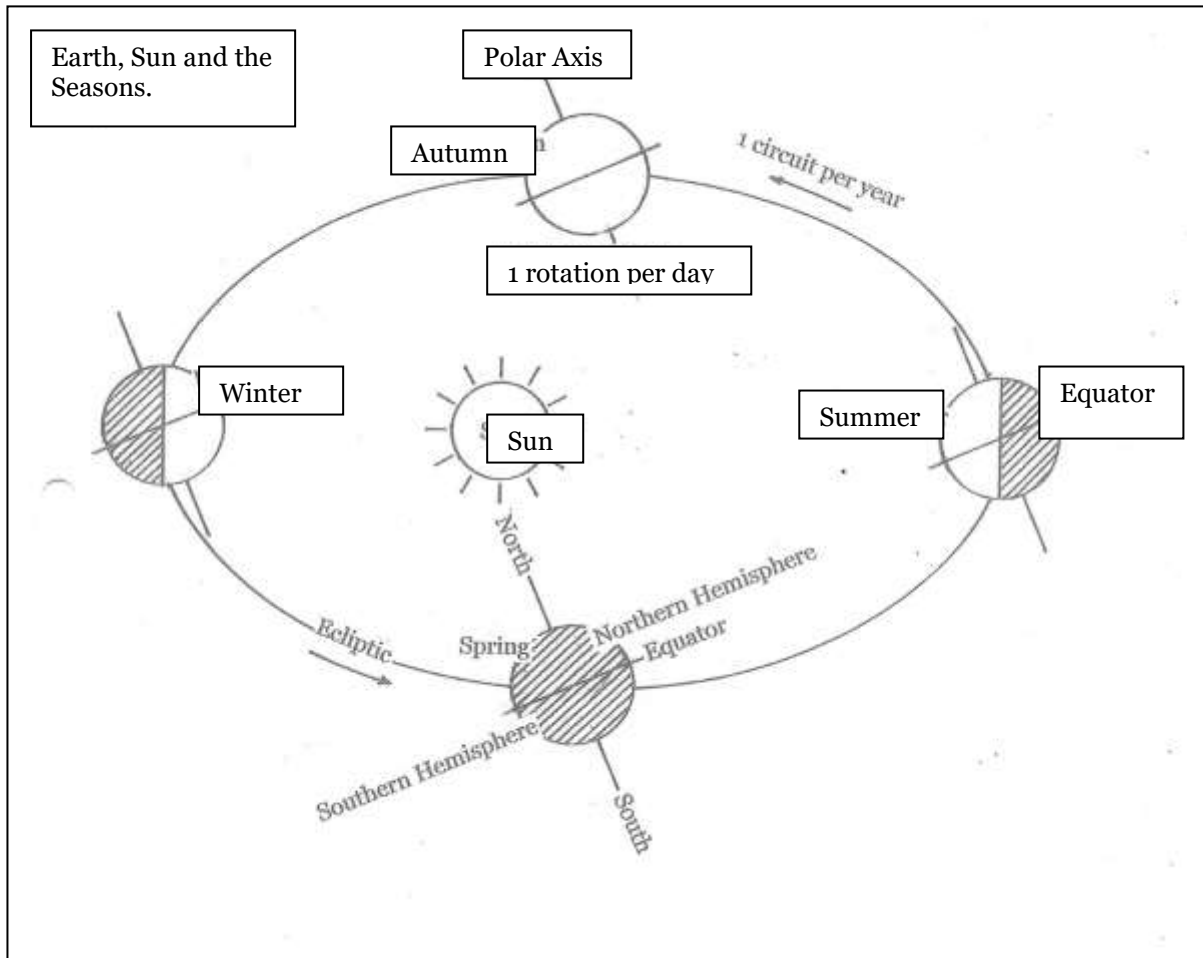 Earth, Sun and the
Seasons.
Polar Axis
Autumn
1 circuit per year
1 rotation per day
Winter
Sun
Summer
Equator
North
Northern Hemisphere
Ecliptic
Spring
Equator
Southern Hemisphere
South